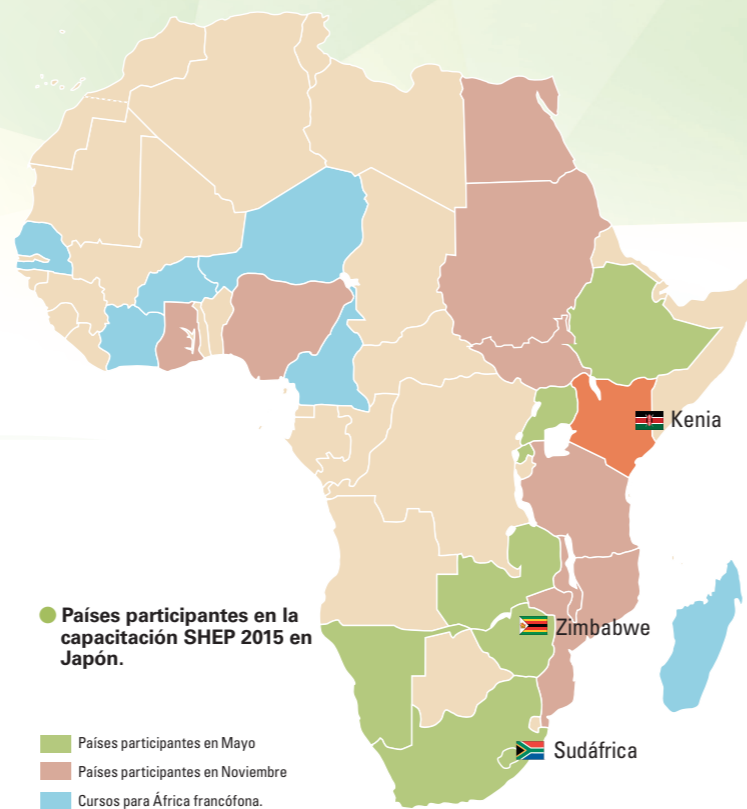 Kenia
Zimbabwe
Sudáfrica
Países participantes en la
capacitación SHEP 2015 en
Japón.
Países participantes en Mayo
Países participantes en Noviembre
Cursos para África francófona.